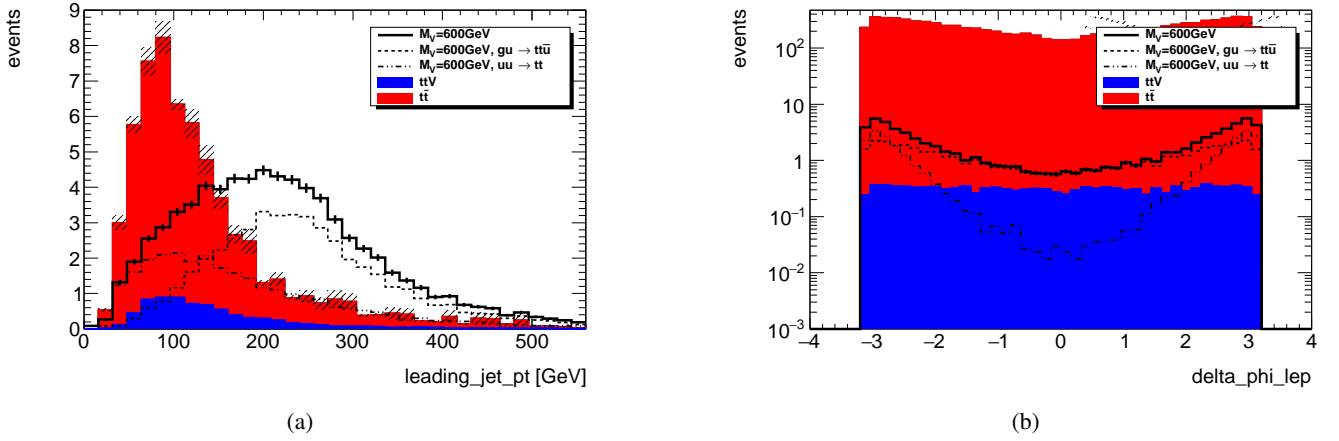 events
9
8
7
6
5
4
3
2
1
0
0 100 200 300 400 500
leading_jet_pt [GeV]
M_V=600GeV
M_V=600GeV, gu → ttū
M_V=600GeV, uu → tt
ttV
tt̄
(a)
events
10²
10
1
10⁻¹
10⁻²
10⁻³
−4 −3 −2 −1 0 1 2 3 4
delta_phi_lep
M_V=600GeV
M_V=600GeV, gu → ttū
M_V=600GeV, uu → tt
ttV
tt̄
(b)